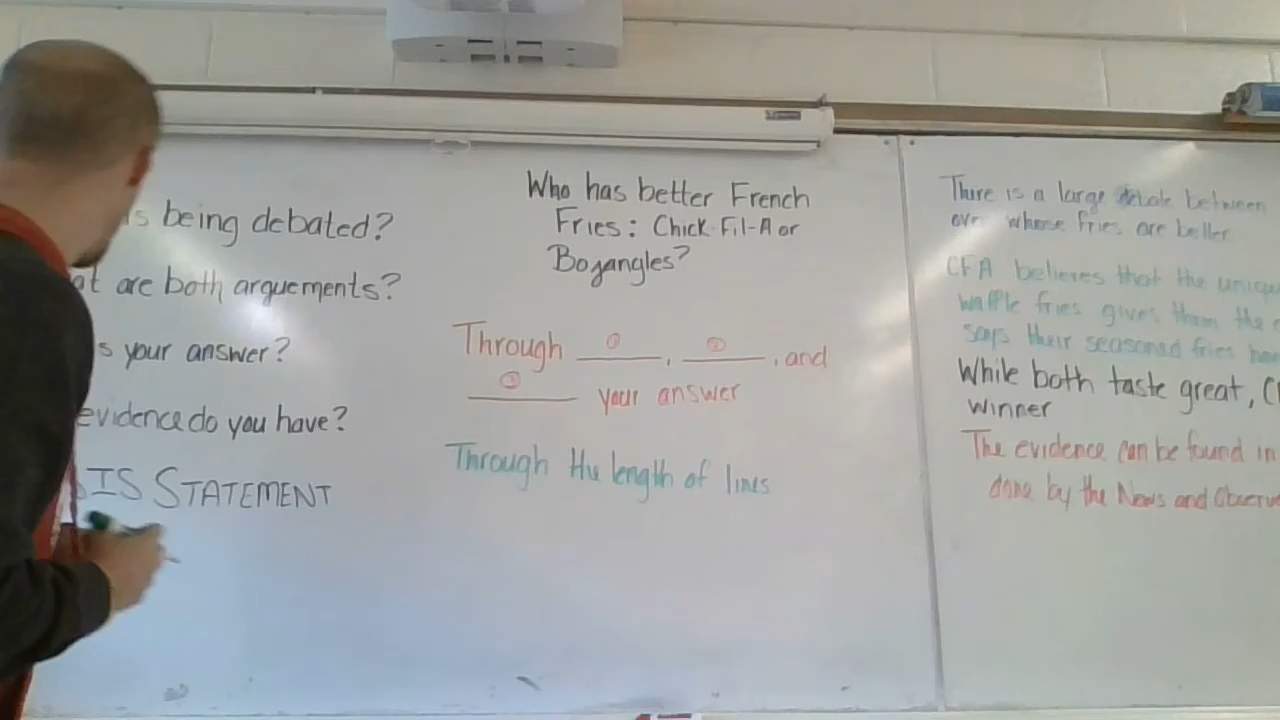 is being debated?
at are both arguements?
s your answer?
evidence do you have?
IS STATEMENT
Who has better French
Fries: Chick-Fil-A or
Bojangles?
Through ① , ② , and
③ your answer
Through the length of lines
There is a large debate between
over whose fries are better
CFA believes that the unique
waffle fries gives them the
says their seasoned fries
While both taste great,
winner
The evidence can be found in
done by the News and